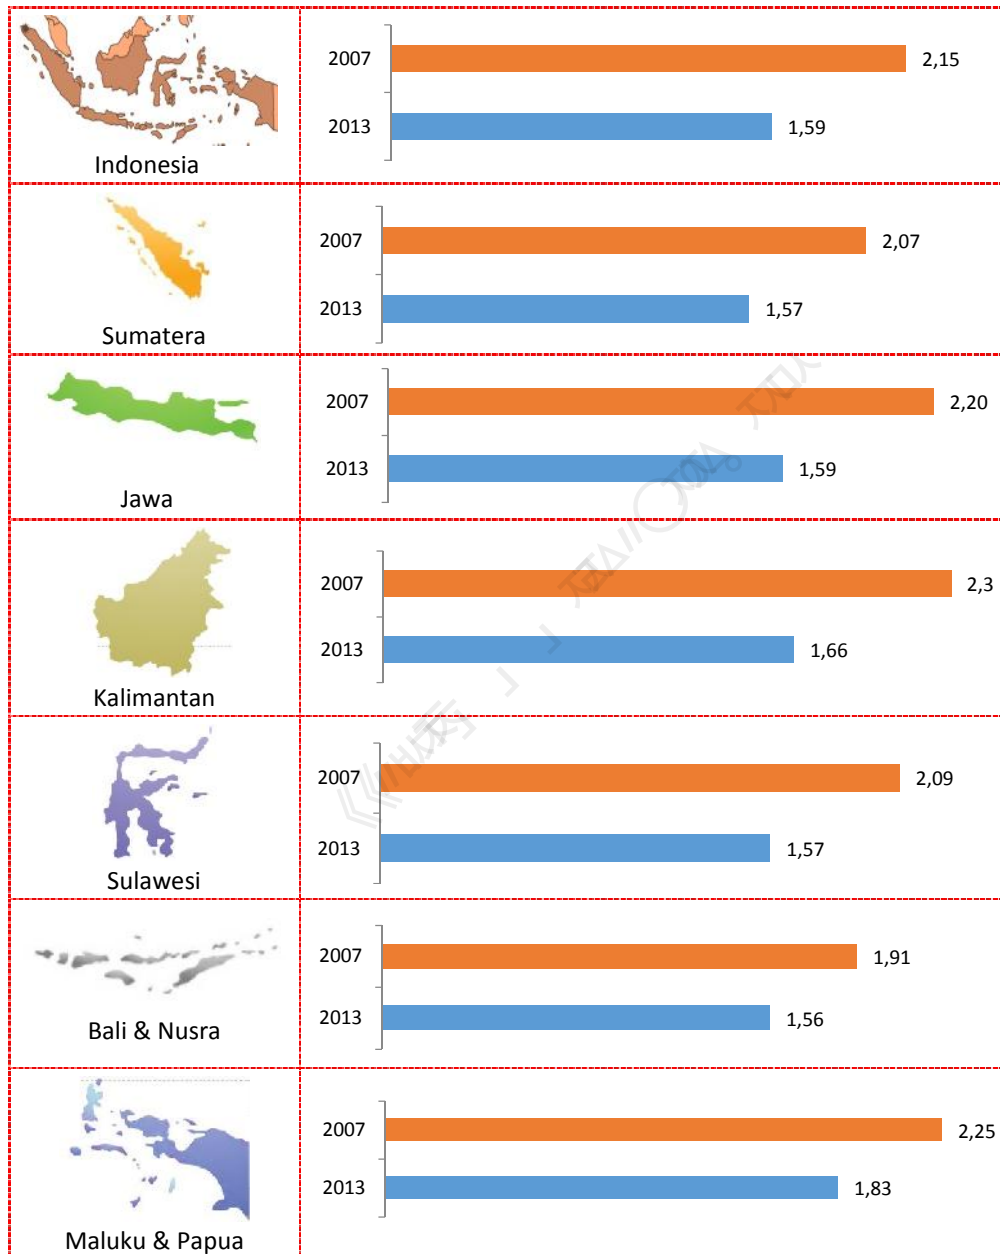 2007 2,15
2013 1,59
Indonesia
2007 2,07
2013 1,57
Sumatera
2007 2,20
2013 1,59
Jawa
2007 2,3
2013 1,66
Kalimantan
2007 2,09
2013 1,57
Sulawesi
2007 1,91
2013 1,56
Bali & Nusra
2007 2,25
2013 1,83
Maluku & Papua